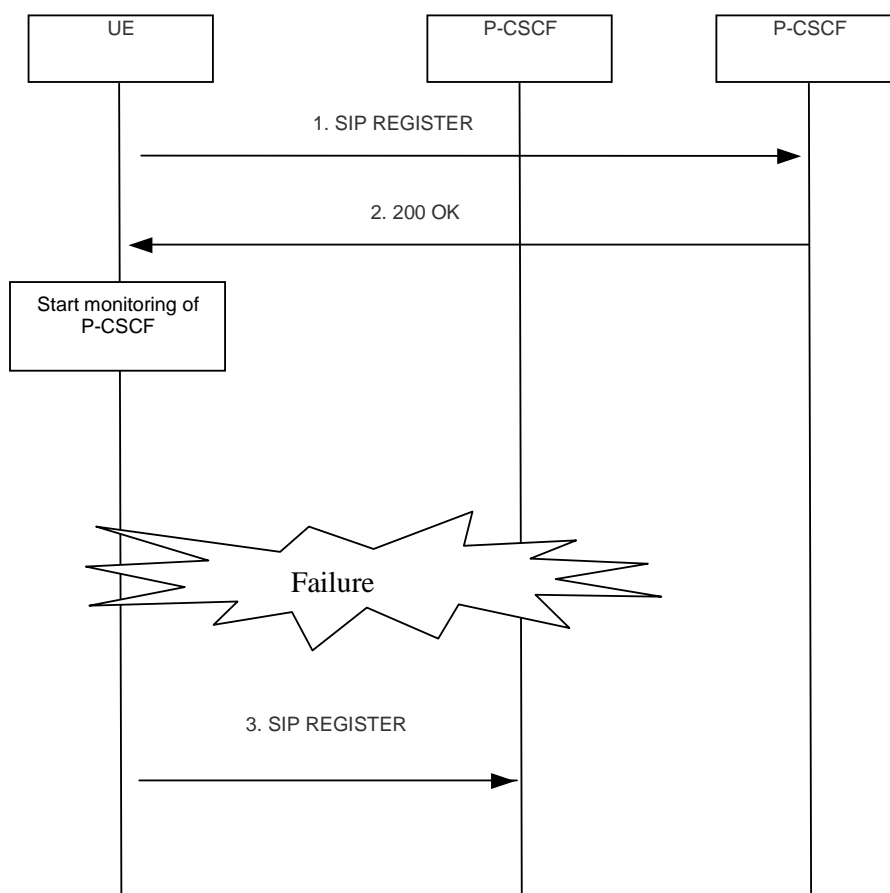 UE
P-CSCF
P-CSCF
1. SIP REGISTER
2. 200 OK
Start monitoring of
P-CSCF
Failure
3. SIP REGISTER